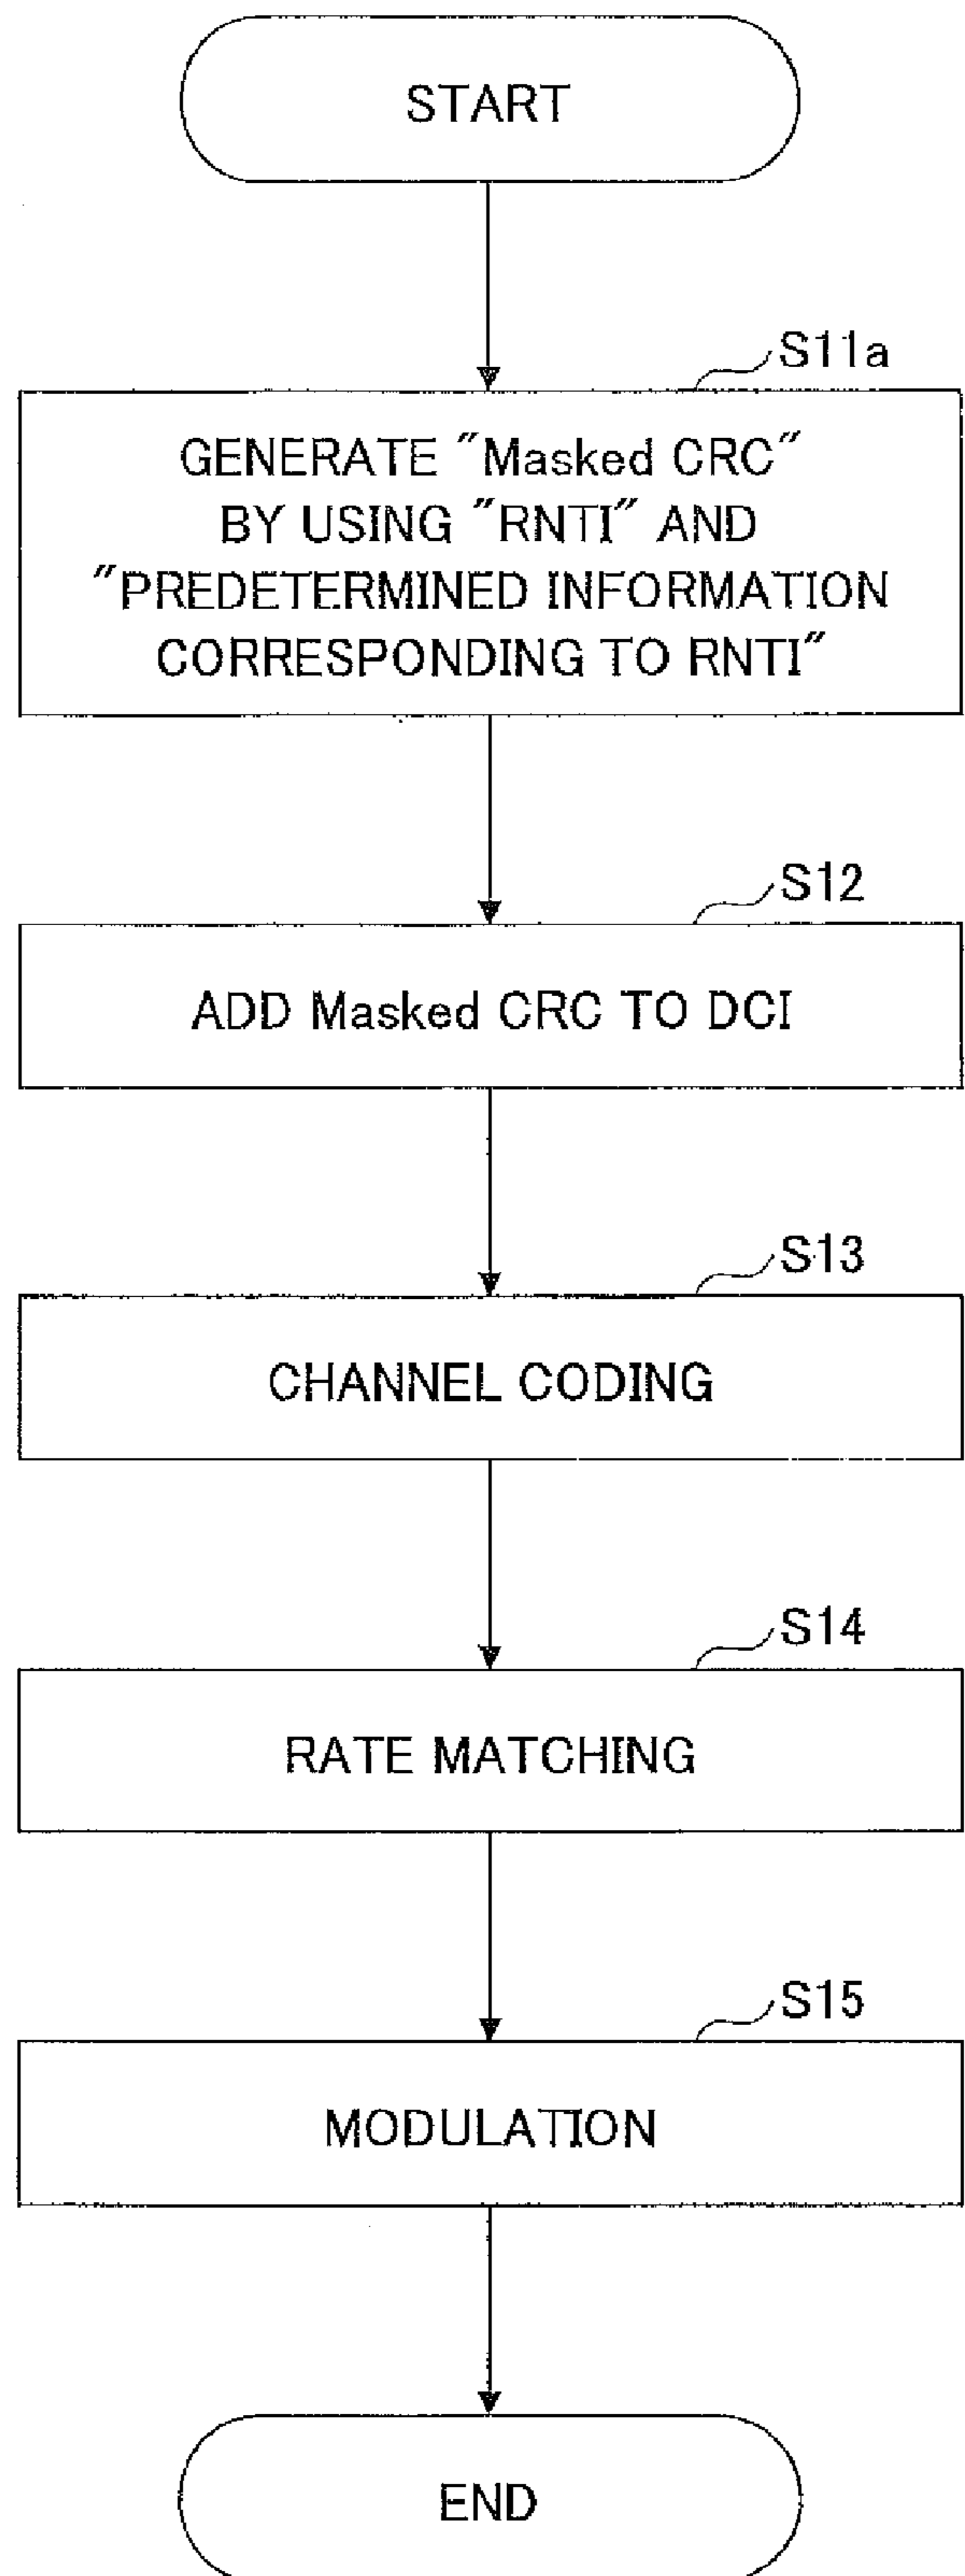 START
S11a
GENERATE "Masked CRC"
BY USING "RNTI" AND
"PREDETERMINED INFORMATION
CORRESPONDING TO RNTI"
S12
ADD Masked CRC TO DCI
S13
CHANNEL CODING
S14
RATE MATCHING
S15
MODULATION
END